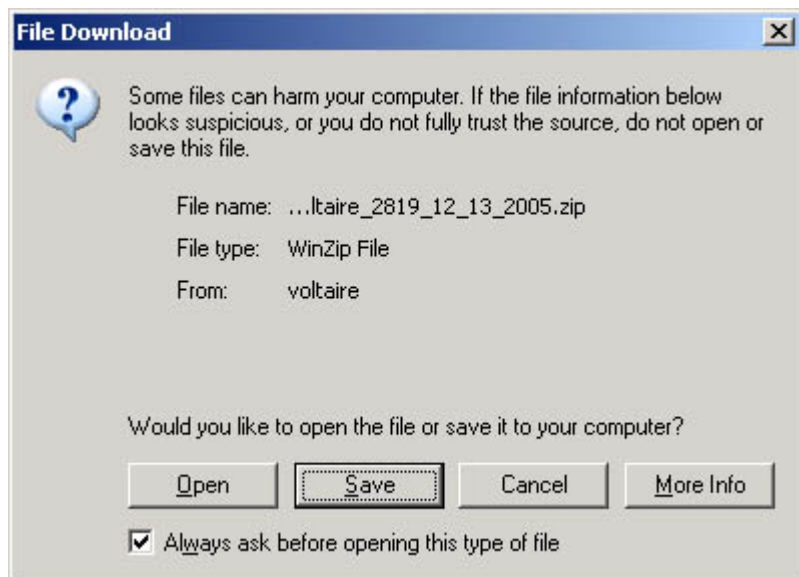 File Download
Some files can harm your computer. If the file information below
looks suspicious, or you do not fully trust the source, do not open or
save this file.
File name: ...ltaire_2819_12_13_2005.zip
File type: WinZip File
From: voltaire
Would you like to open the file or save it to your computer?
Open Save Cancel More Info
Always ask before opening this type of file